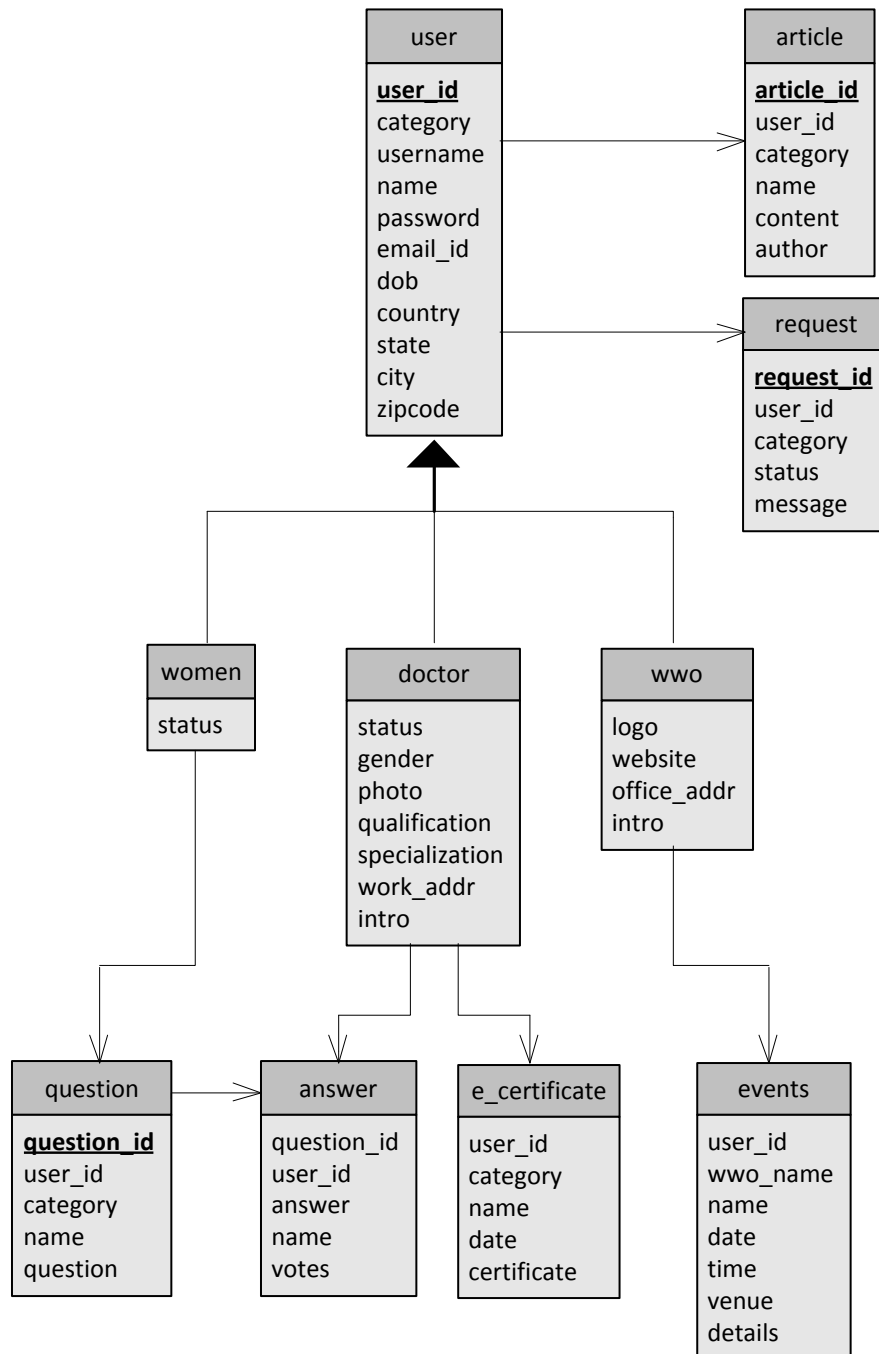 user
user_id
category
username
name
password
email_id
dob
country
state
city
zipcode
article
article_id
user_id
category
name
content
author
request
request_id
user_id
category
status
message
women
status
doctor
status
gender
photo
qualification
specialization
work_addr
intro
wwo
logo
website
office_addr
intro
question
question_id
user_id
category
name
question
answer
question_id
user_id
answer
name
votes
e_certificate
user_id
category
name
date
certificate
events
user_id
wwo_name
name
date
time
venue
details